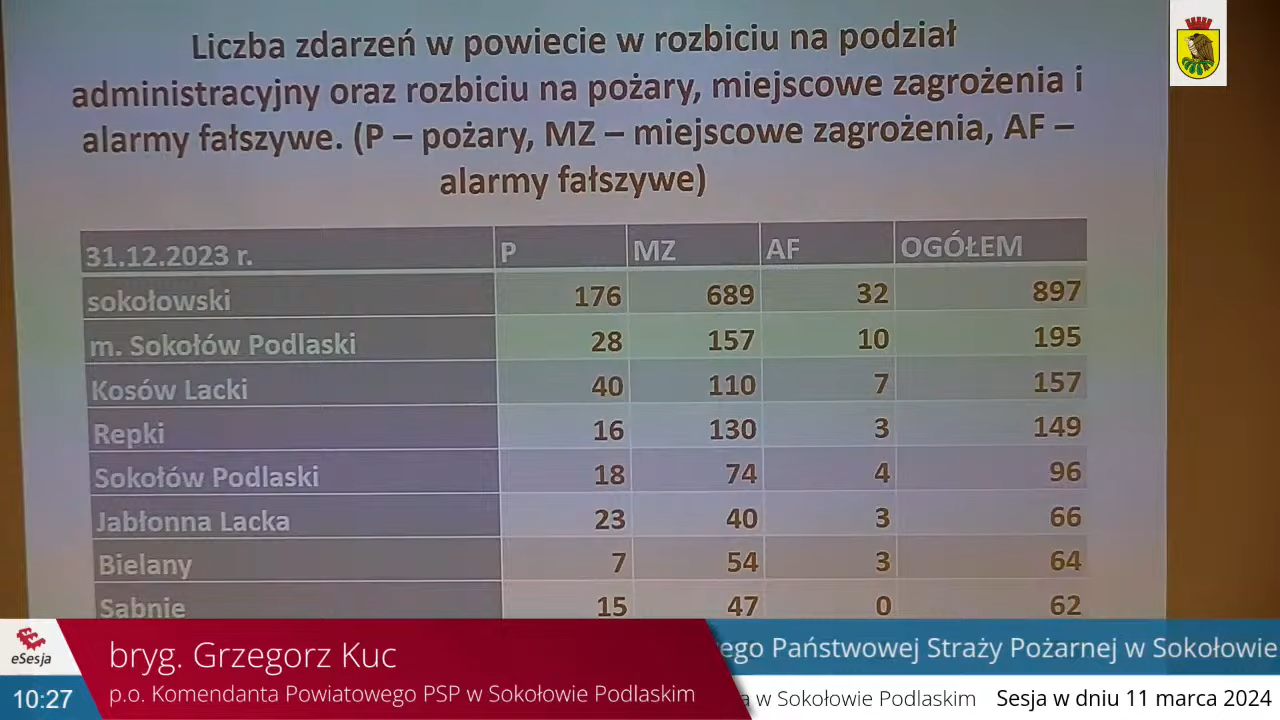 Liczba zdarzeń w powiecie w rozbiciu na podział
administracyjny oraz rozbiciu na pożary, miejscowe zagrożenia i
alarmy fałszywe. (P – pożary, MZ – miejscowe zagrożenia, AF –
alarmy fałszywe)
31.12.2023 r. P MZ AF OGÓŁEM
sokołowski 176 689 32 897
m. Sokołów Podlaski 28 157 10 195
Kosów Lacki 40 110 7 157
Repki 16 130 3 149
Sokołów Podlaski 18 74 4 96
Jabłonna Lacka 23 40 3 66
Bielany 7 54 3 64
Sabnie 15 47 0 62
eSesja
10:27
bryg. Grzegorz Kuc
p.o. Komendanta Powiatowego PSP w Sokołowie Podlaskim
ego Państwowej Straży Pożarnej w Sokołowie
w Sokołowie Podlaskim Sesja w dniu 11 marca 2024